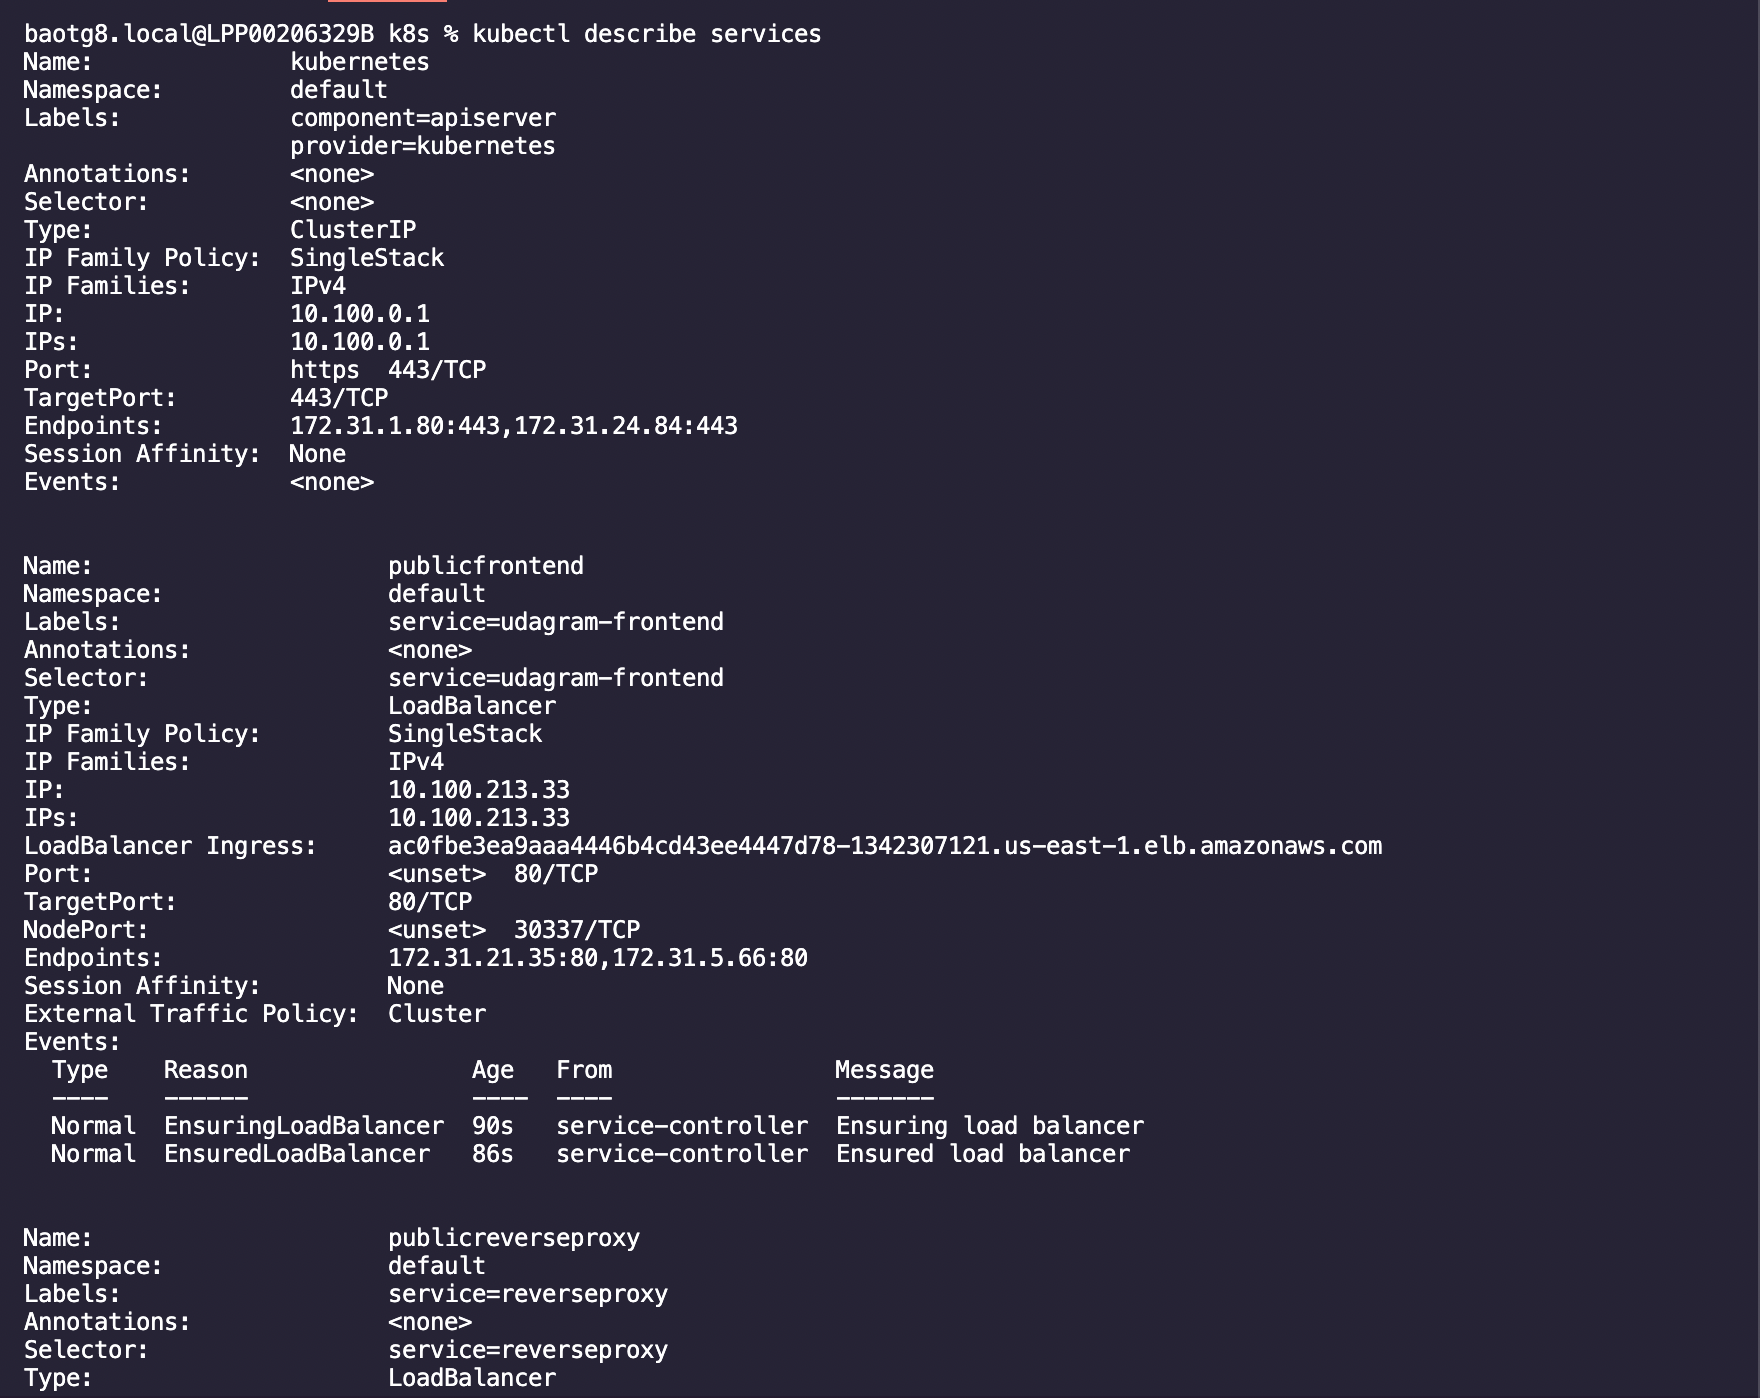 baotg8.local@LPP00206329B k8s % kubectl describe services
Name:              kubernetes
Namespace:         default
Labels:            component=apiserver
                   provider=kubernetes
Annotations:       <none>
Selector:          <none>
Type:              ClusterIP
IP Family Policy:  SingleStack
IP Families:       IPv4
IP:                10.100.0.1
IPs:               10.100.0.1
Port:              https  443/TCP
TargetPort:        443/TCP
Endpoints:         172.31.1.80:443,172.31.24.84:443
Session Affinity:  None
Events:            <none>


Name:                     publicfrontend
Namespace:                default
Labels:                   service=udagram-frontend
Annotations:              <none>
Selector:                 service=udagram-frontend
Type:                     LoadBalancer
IP Family Policy:         SingleStack
IP Families:              IPv4
IP:                       10.100.213.33
IPs:                      10.100.213.33
LoadBalancer Ingress:     ac0fbe3ea9aaa4446b4cd43ee4447d78-1342307121.us-east-1.elb.amazonaws.com
Port:                     <unset>  80/TCP
TargetPort:               80/TCP
NodePort:                 <unset>  30337/TCP
Endpoints:                172.31.21.35:80,172.31.5.66:80
Session Affinity:         None
External Traffic Policy:  Cluster
Events:
  Type    Reason                Age   From                Message
  ----    ------                ----  ----                -------
  Normal  EnsuringLoadBalancer  90s   service-controller  Ensuring load balancer
  Normal  EnsuredLoadBalancer   86s   service-controller  Ensured load balancer


Name:                     publicreverseproxy
Namespace:                default
Labels:                   service=reverseproxy
Annotations:              <none>
Selector:                 service=reverseproxy
Type:                     LoadBalancer